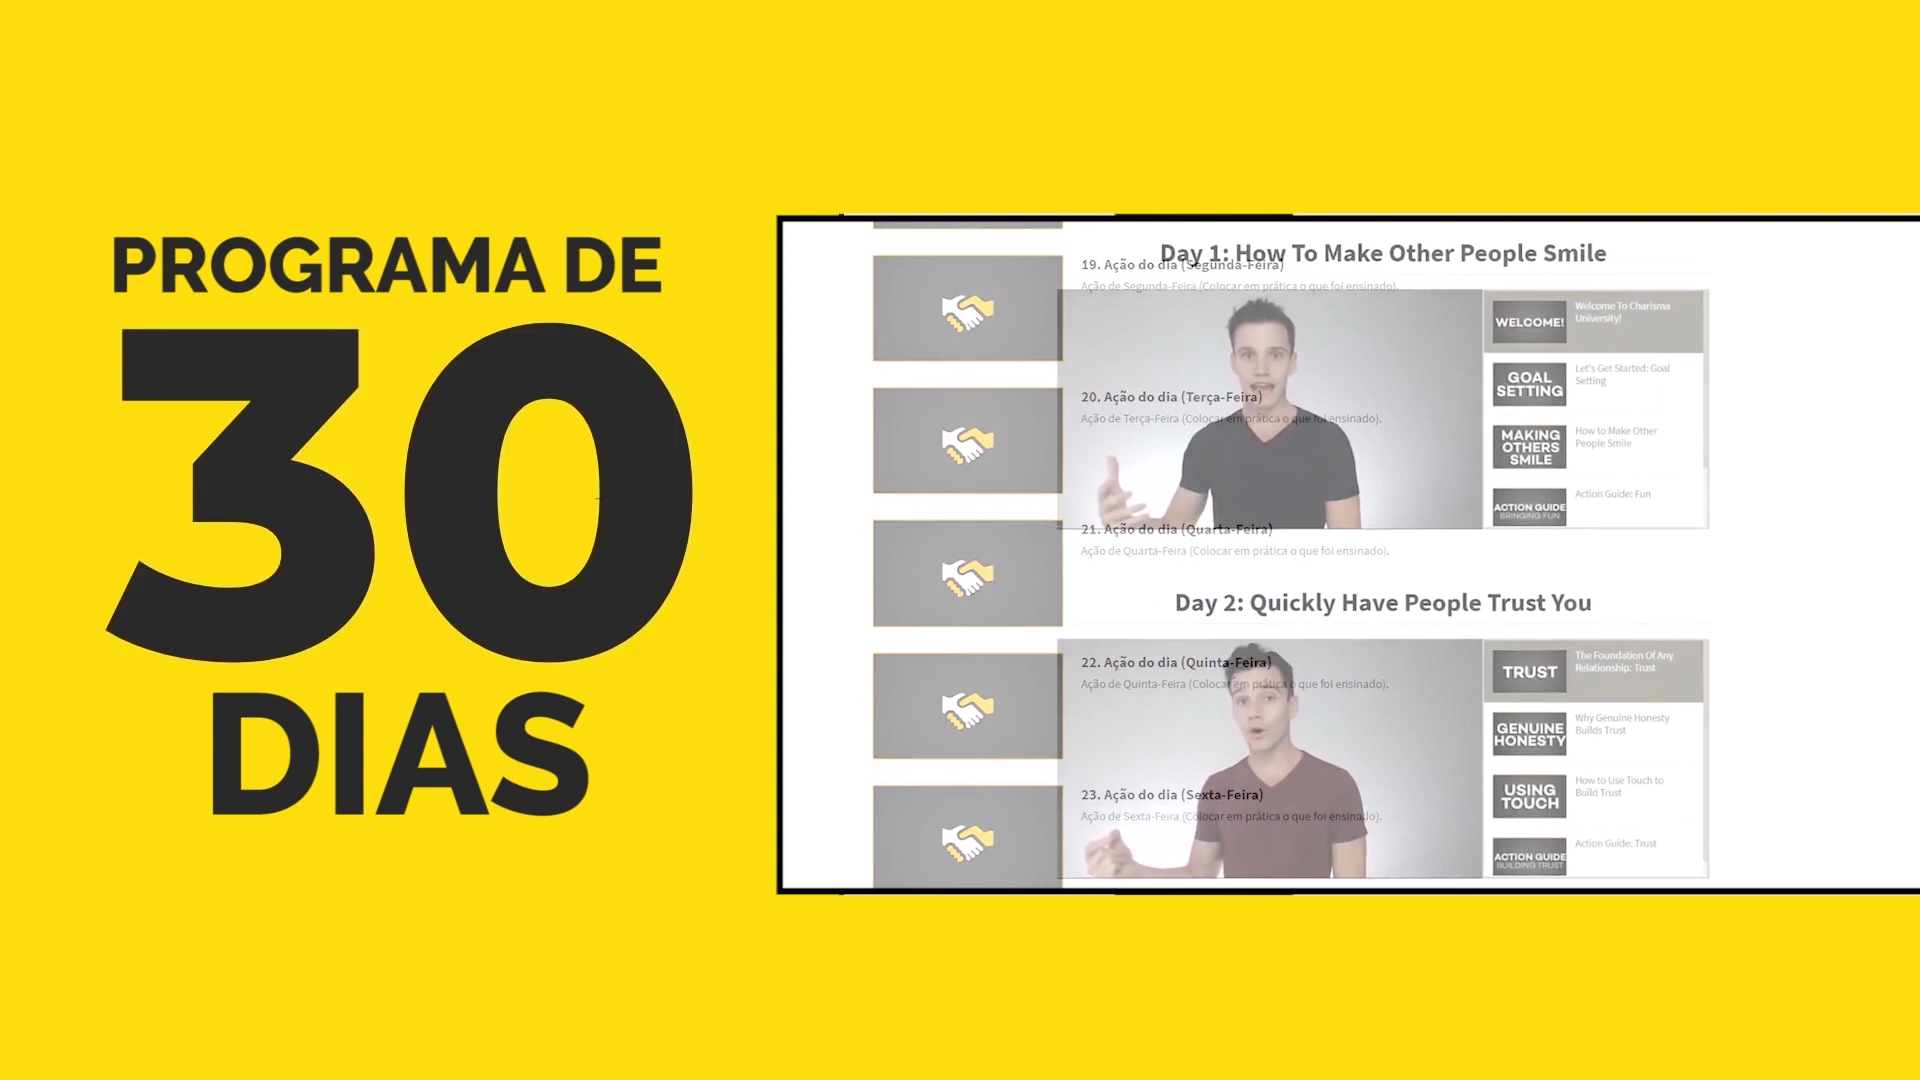 PROGRAMA DE
30
DIAS
Day 1: How To Make Other People Smile
19. Ação do dia (Segunda-Feira)
Ação de Segunda-Feira (Colocar em prática o que foi ensinado).
WELCOME!
Welcome To Charisma
University!
GOAL
SETTING
Let's Get Started: Goal
Setting
20. Ação do dia (Terça-Feira)
Ação de Terça-Feira (Colocar em prática o que foi ensinado).
MAKING
OTHERS
SMILE
How to Make Other
People Smile
ACTION GUIDE
BRINGING FUN
Action Guide: Fun
21. Ação do dia (Quarta-Feira)
Ação de Quarta-Feira (Colocar em prática o que foi ensinado).
Day 2: Quickly Have People Trust You
22. Ação do dia (Quinta-Feira)
Ação de Quinta-Feira (Colocar em prática o que foi ensinado).
TRUST
The Foundation Of Any
Relationship: Trust
GENUINE
HONESTY
Why Genuine Honesty
Builds Trust
USING
TOUCH
How to Use Touch to
Build Trust
23. Ação do dia (Sexta-Feira)
Ação de Sexta-Feira (Colocar em prática o que foi ensinado).
ACTION GUIDE
BUILDING TRUST
Action Guide: Trust